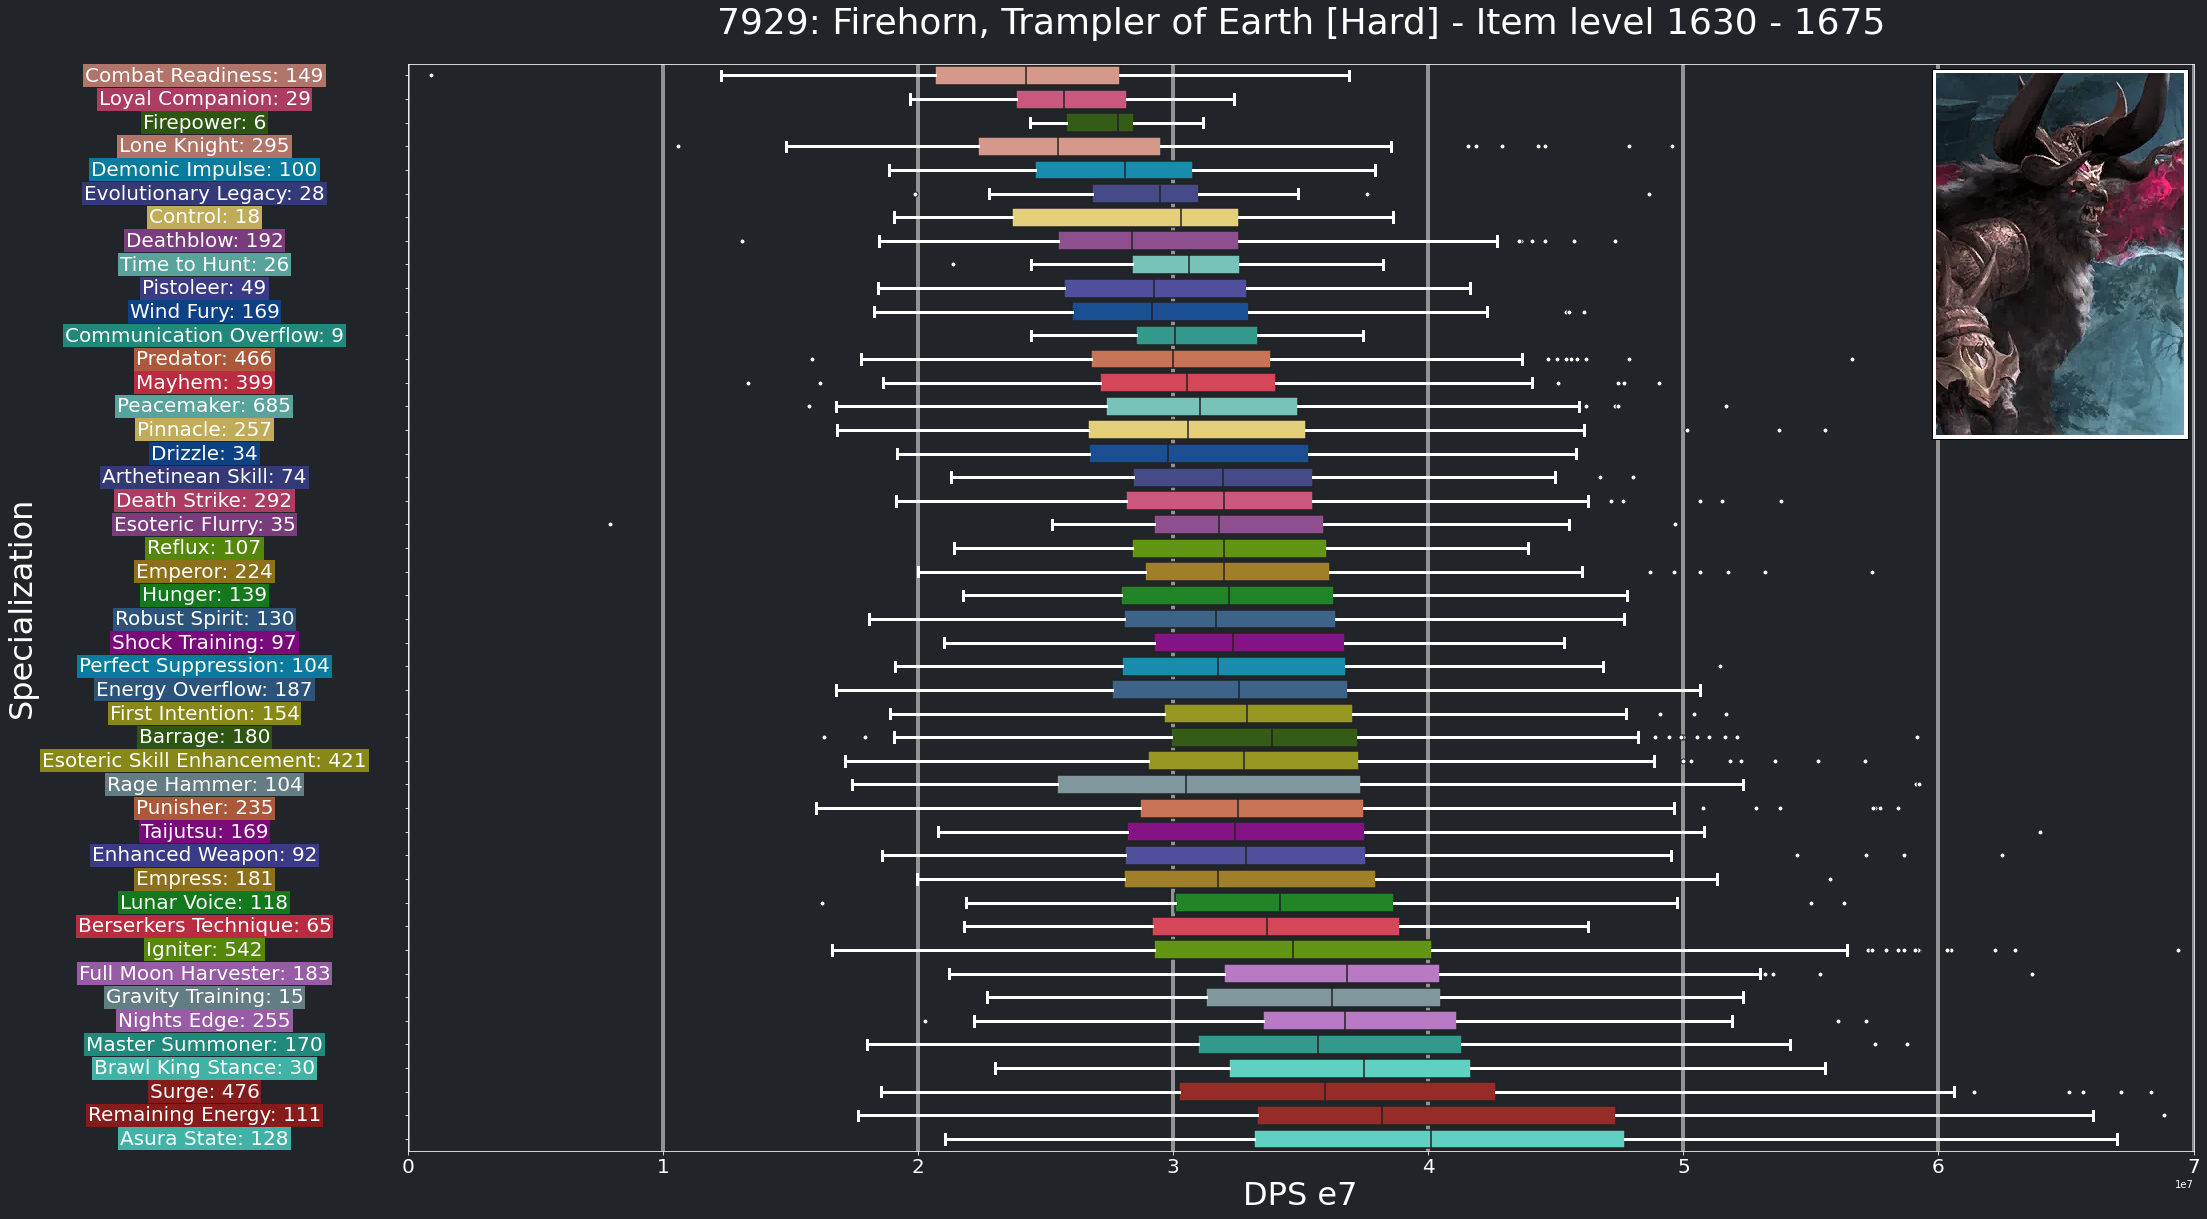 7929: Firehorn, Trampler of Earth [Hard] - Item level 1630 - 1675
Combat Readiness: 149
Loyal Companion: 29
Firepower: 6
Lone Knight: 295
Demonic Impulse: 100
Evolutionary Legacy: 28
Control: 18
Deathblow: 192
Time to Hunt: 26
Pistoleer: 49
Wind Fury: 169
Communication Overflow: 9
Predator: 466
Mayhem: 399
Peacemaker: 685
Pinnacle: 257
Drizzle: 34
Arthetinean Skill: 74
Death Strike: 292
Esoteric Flurry: 35
Reflux: 107
Emperor: 224
Hunger: 139
Robust Spirit: 130
Shock Training: 97
Perfect Suppression: 104
Energy Overflow: 187
First Intention: 154
Barrage: 180
Esoteric Skill Enhancement: 421
Rage Hammer: 104
Punisher: 235
Taijutsu: 169
Enhanced Weapon: 92
Empress: 181
Lunar Voice: 118
Berserkers Technique: 65
Igniter: 542
Full Moon Harvester: 183
Gravity Training: 15
Nights Edge: 255
Master Summoner: 170
Brawl King Stance: 30
Surge: 476
Remaining Energy: 111
Asura State: 128
Specialization
0 1 2 3 4 5 6 7
1e7
DPS e7